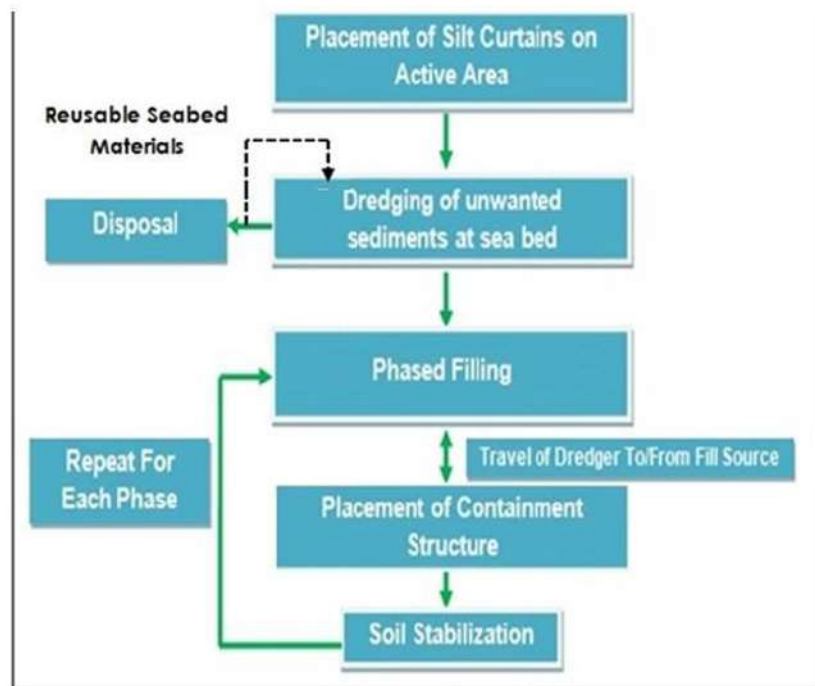 Placement of Silt Curtains on
Active Area
Reusable Seabed
Materials
Disposal
Dredging of unwanted
sediments at sea bed
Phased Filling
Travel of Dredger To/From Fill Source
Repeat For
Each Phase
Placement of Containment
Structure
Soil Stabilization